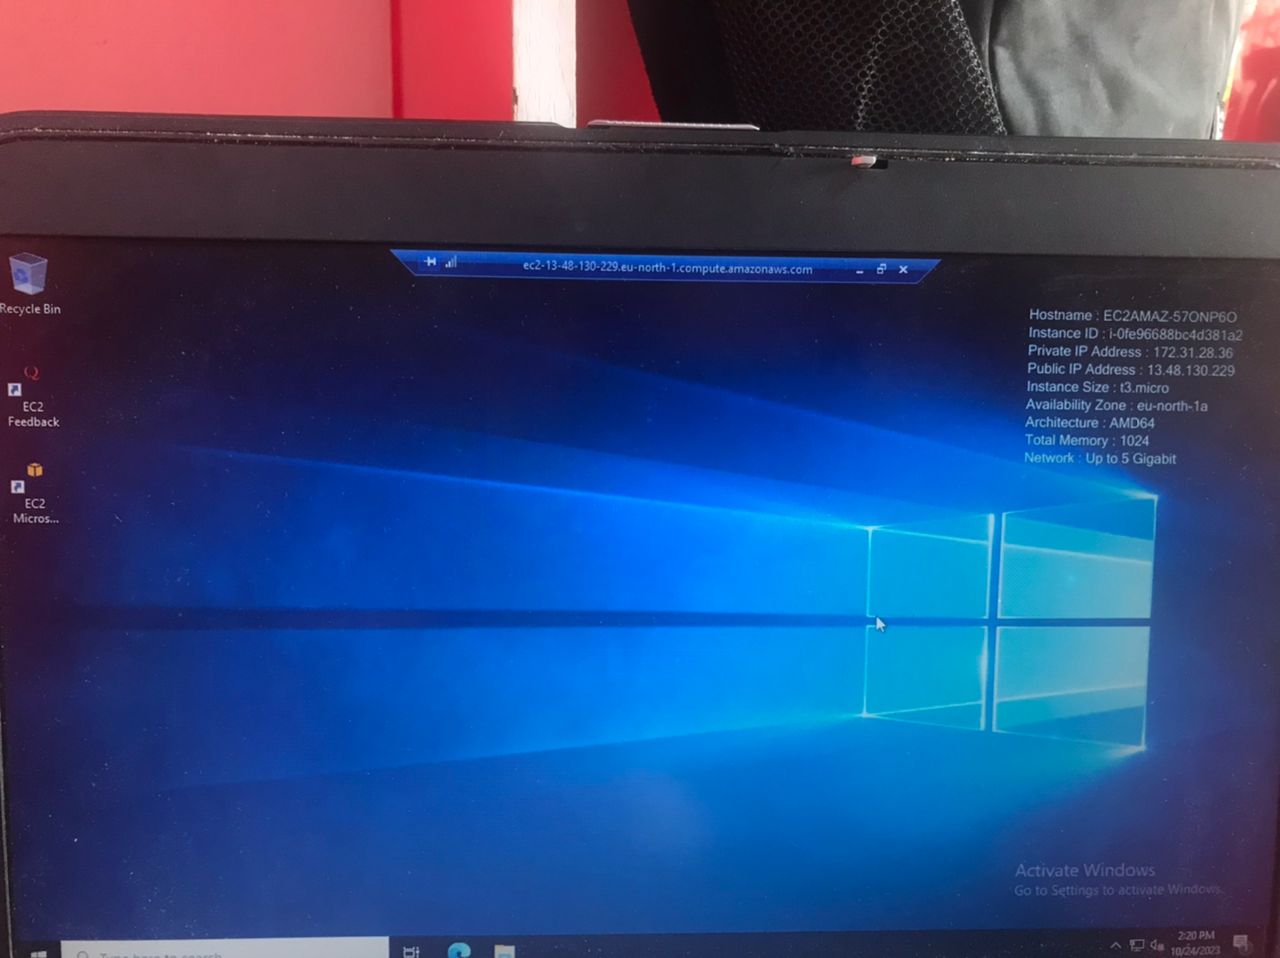 ec2-13-48-130-229.eu-north-1.compute.amazonaws.com
Recycle Bin
EC2
Feedback
EC2
Micros...
Hostname : EC2AMAZ-57ONP6O
Instance ID : i-0fe96688bc4d381a2
Private IP Address : 172.31.28.36
Public IP Address : 13.48.130.229
Instance Size : t3.micro
Availability Zone : eu-north-1a
Architecture : AMD64
Total Memory : 1024
Network : Up to 5 Gigabit
Activate Windows
Go to Settings to activate Windows.
Type here to search
2:20 PM
10/24/2023